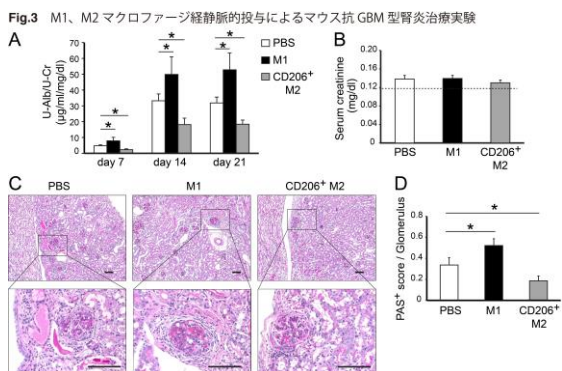 Fig.3 M1、M2 マクロファージ経静脈的投与によるマウス抗 GBM 型腎炎治療実験
A
U-Alb/U-Cr
(μg/ml/mg/dl)
70
60
50
40
30
20
10
0
* * * * * *
day 7 day 14 day 21
PBS
M1
CD206+
M2
B
Serum creatinine
(mg/dl)
0.20
0.16
0.12
0.08
0.04
0
PBS M1 CD206+
M2
C
PBS M1 CD206+ M2
D
PAS+ score / Glomerulus
0.8
0.6
0.4
0.2
0
* *
PBS M1 CD206+
M2